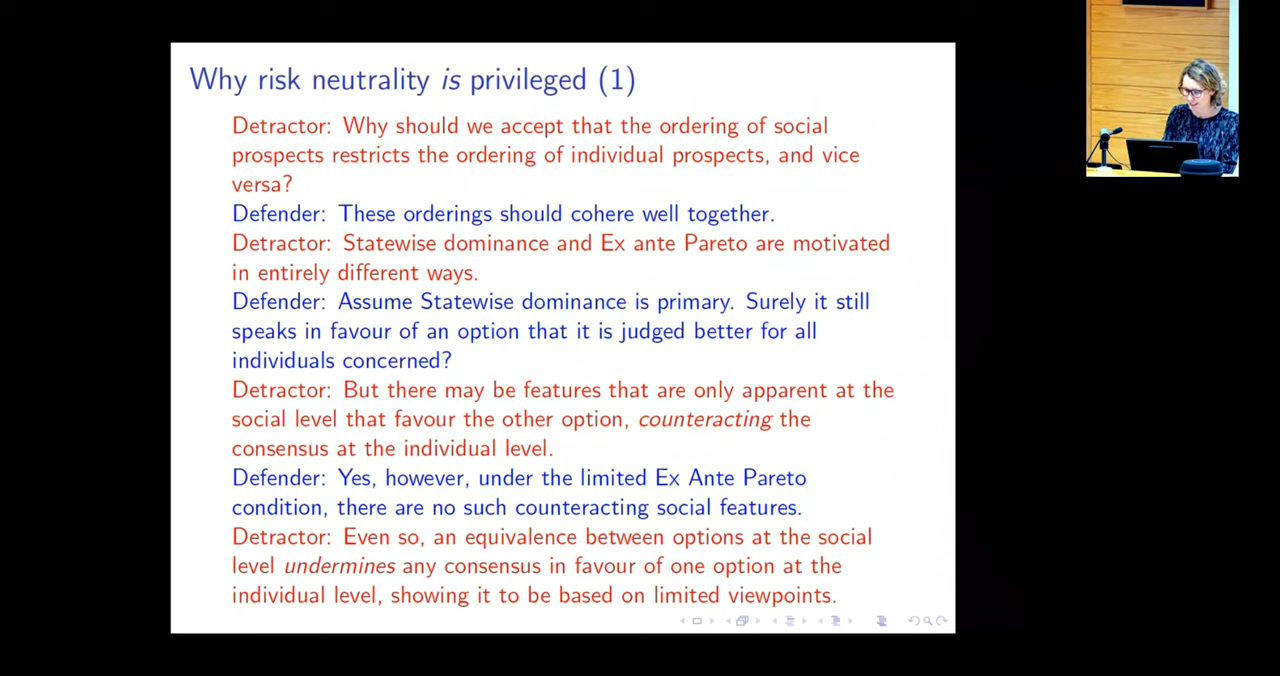 Why risk neutrality is privileged (1)
Detractor: Why should we accept that the ordering of social
prospects restricts the ordering of individual prospects, and vice
versa?
Defender: These orderings should cohere well together.
Detractor: Statewise dominance and Ex ante Pareto are motivated
in entirely different ways.
Defender: Assume Statewise dominance is primary. Surely it still
speaks in favour of an option that it is judged better for all
individuals concerned?
Detractor: But there may be features that are only apparent at the
social level that favour the other option, counteracting the
consensus at the individual level.
Defender: Yes, however, under the limited Ex Ante Pareto
condition, there are no such counteracting social features.
Detractor: Even so, an equivalence between options at the social
level undermines any consensus in favour of one option at the
individual level, showing it to be based on limited viewpoints.